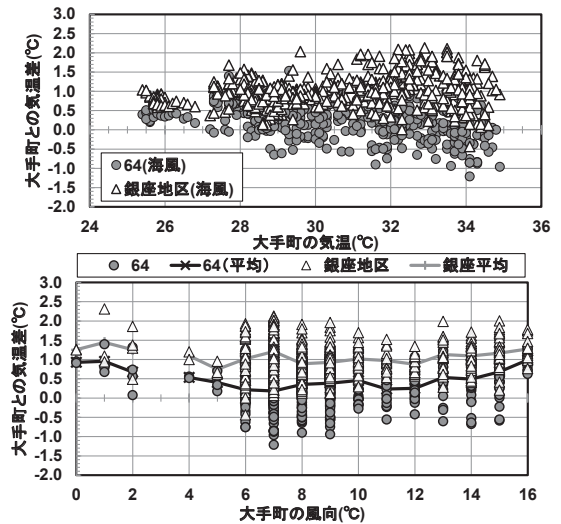 大手町との気温差(℃)
3.0
2.5
2.0
1.5
1.0
0.5
0.0
-0.5
-1.0
-1.5
-2.0
64(海風)
銀座地区(海風)
24 26 28 30 32 34 36
大手町の気温(℃)
64 64(平均) 銀座地区 銀座平均
大手町との気温差(℃)
3.0
2.5
2.0
1.5
1.0
0.5
0.0
-0.5
-1.0
-1.5
-2.0
0 2 4 6 8 10 12 14 16
大手町の風向(℃)